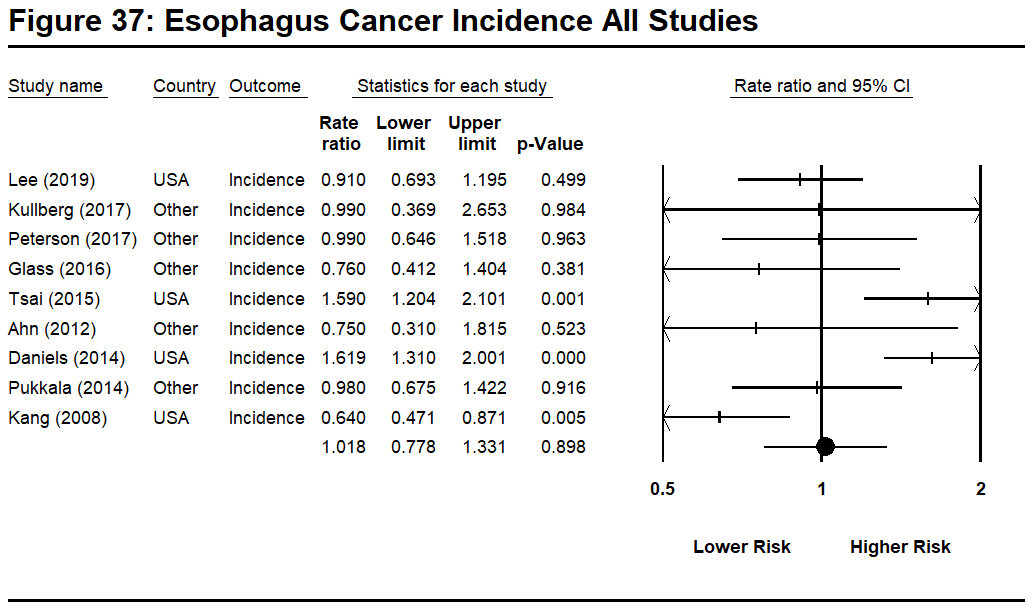 Figure 37: Esophagus Cancer Incidence All Studies
Study name Country Outcome Statistics for each study Rate ratio and 95% CI
Rate Lower Upper
ratio limit limit p-Value
Lee (2019) USA Incidence 0.910 0.693 1.195 0.499
Kullberg (2017) Other Incidence 0.990 0.369 2.653 0.984
Peterson (2017) Other Incidence 0.990 0.646 1.518 0.963
Glass (2016) Other Incidence 0.760 0.412 1.404 0.381
Tsai (2015) USA Incidence 1.590 1.204 2.101 0.001
Ahn (2012) Other Incidence 0.750 0.310 1.815 0.523
Daniels (2014) USA Incidence 1.619 1.310 2.001 0.000
Pukkala (2014) Other Incidence 0.980 0.675 1.422 0.916
Kang (2008) USA Incidence 0.640 0.471 0.871 0.005
1.018 0.778 1.331 0.898
0.5 1 2
Lower Risk Higher Risk